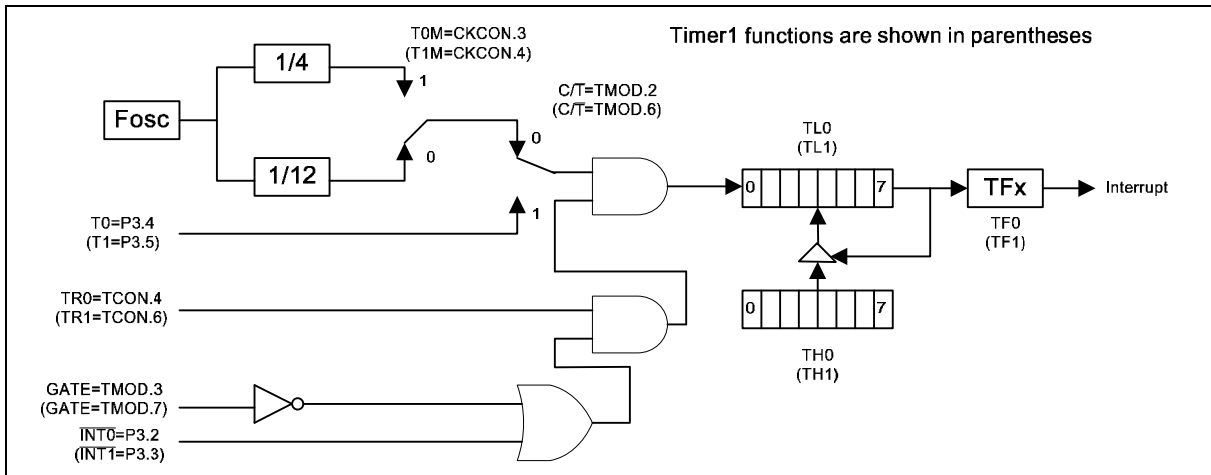 T0M=CKCON.3
(T1M=CKCON.4)
Timer1 functions are shown in parentheses
1/4
1
C/T̅=TMOD.2
(C/T̅=TMOD.6)
Fosc
0
0
TL0
(TL1)
1/12
0 7
TFx
Interrupt
TF0
(TF1)
T0=P3.4
(T1=P3.5)
1
TR0=TCON.4
(TR1=TCON.6)
0 7
TH0
(TH1)
GATE=TMOD.3
(GATE=TMOD.7)
I̅N̅T̅0̅=P3.2
(I̅N̅T̅1̅=P3.3)